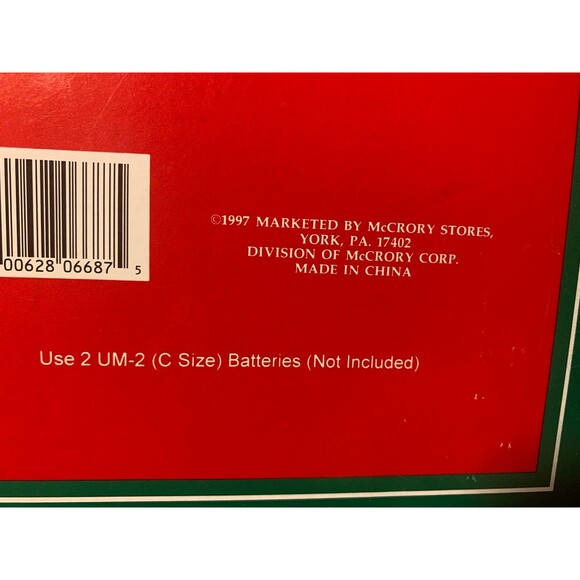 ©1997 MARKETED BY McCRORY STORES,
YORK, PA. 17402
DIVISION OF McCRORY CORP.
MADE IN CHINA
00628 06687 5
Use 2 UM-2 (C Size) Batteries (Not Included)